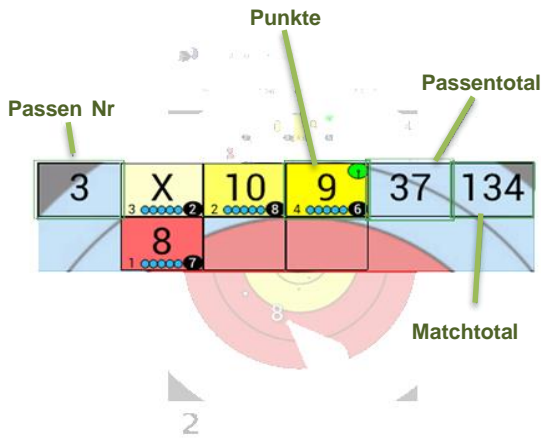 Punkte
Passentotal
Passen Nr
3 X 10 9 37 134
3 2 2 8 4 6
8
1 7
Matchtotal
8
2